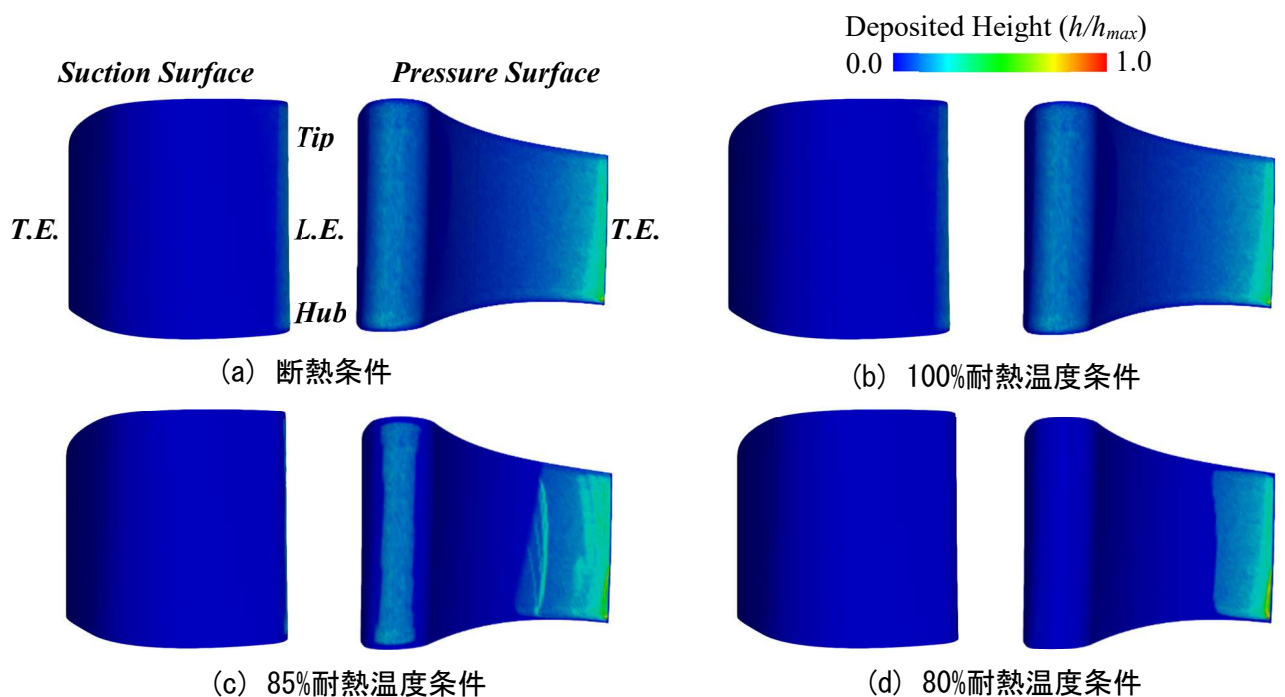 Deposited Height (h/hmax)
0.0 1.0
Suction Surface Pressure Surface
Tip
T.E. L.E. T.E.
Hub
(a) 断熱条件
(b) 100%耐熱温度条件
(c) 85%耐熱温度条件
(d) 80%耐熱温度条件